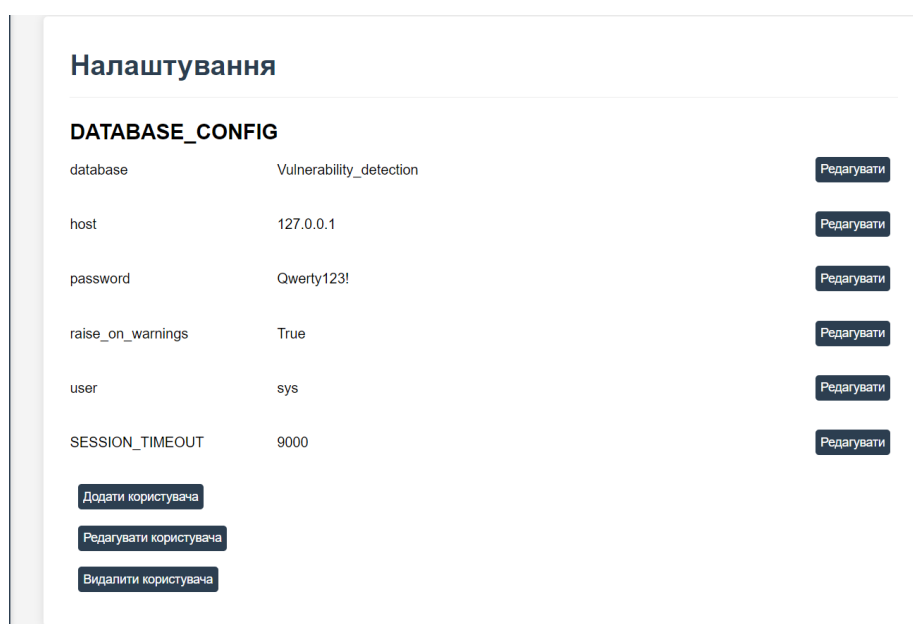 Налаштування
DATABASE_CONFIG
database Vulnerability_detection Редагувати
host 127.0.0.1 Редагувати
password Qwerty123! Редагувати
raise_on_warnings True Редагувати
user sys Редагувати
SESSION_TIMEOUT 9000 Редагувати
Додати користувача
Редагувати користувача
Видалити користувача